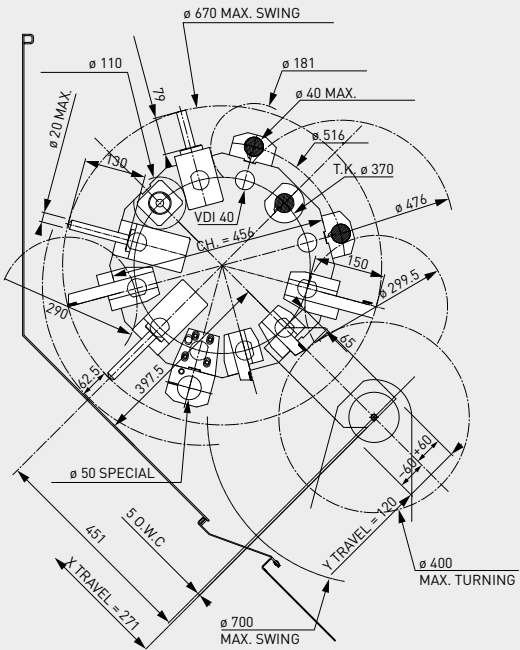 ø 670 MAX. SWING
ø 110
79
ø 181
ø 40 MAX.
ø 20 MAX.
130
ø 516
T.K. ø 370
VDI 40
ø 476
CH. = 456
150
ø 299.5
290
65
62.5
397.5
-60
+60
ø 50 SPECIAL
451
5 O.W.C
Y TRAVEL = 120
X TRAVEL = 271
ø 400
MAX. TURNING
ø 700
MAX. SWING